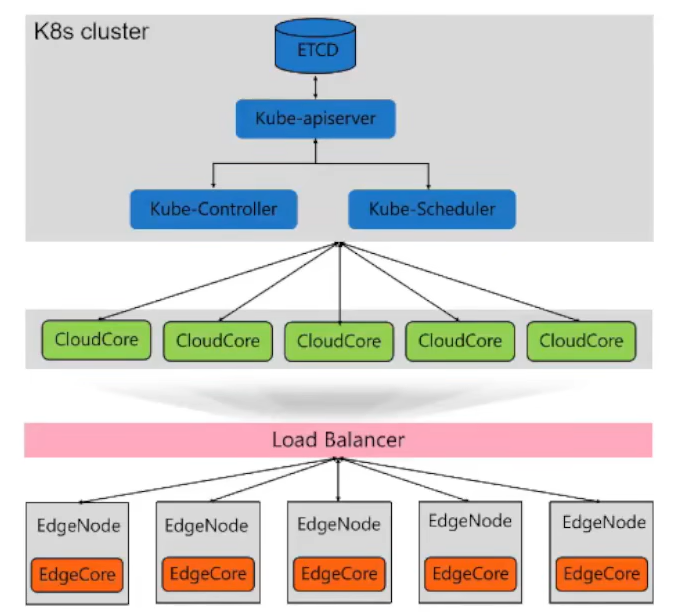 K8s cluster
ETCD
Kube-apiserver
Kube-Controller
Kube-Scheduler
CloudCore
CloudCore
CloudCore
CloudCore
CloudCore
Load Balancer
EdgeNode
EdgeNode
EdgeNode
EdgeNode
EdgeNode
EdgeCore
EdgeCore
EdgeCore
EdgeCore
EdgeCore